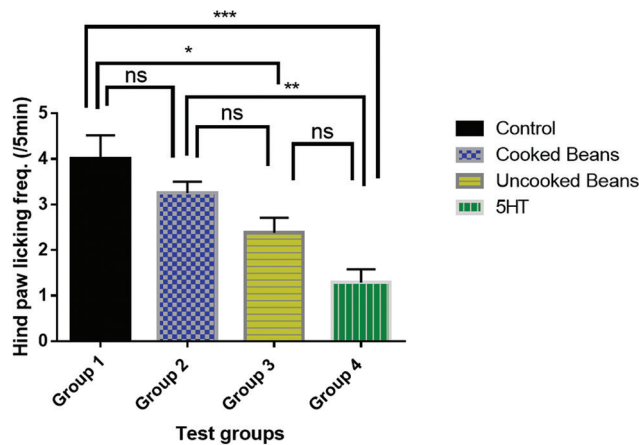 ***
*
ns
**
ns
ns
5
4
3
2
1
0
Hind paw licking freq. (/5min)
Group 1
Group 2
Group 3
Group 4
Test groups
Control
Cooked Beans
Uncooked Beans
5HT